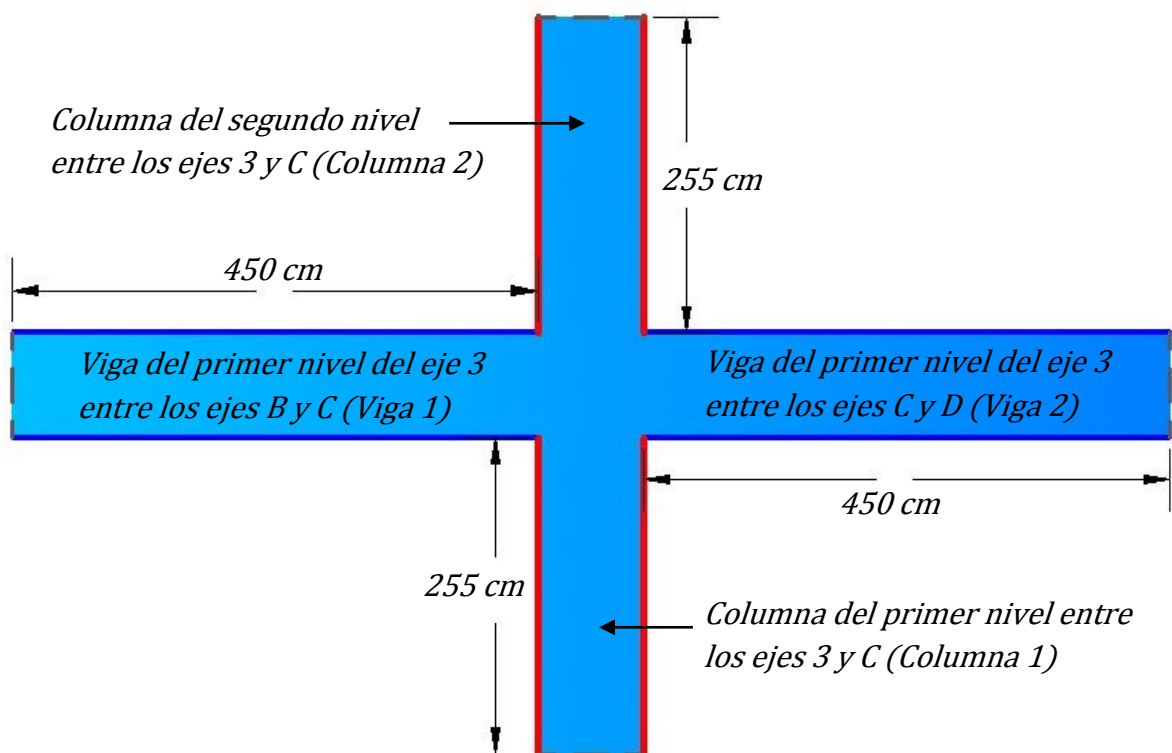 Columna del segundo nivel
entre los ejes 3 y C (Columna 2)
255 cm
450 cm
Viga del primer nivel del eje 3
entre los ejes B y C (Viga 1)
Viga del primer nivel del eje 3
entre los ejes C y D (Viga 2)
450 cm
255 cm
Columna del primer nivel entre
los ejes 3 y C (Columna 1)